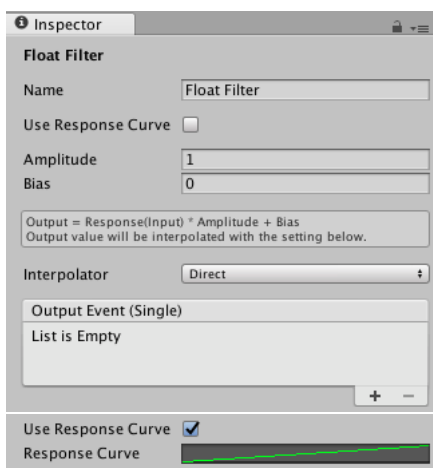 Inspector
Float Filter
Name Float Filter
Use Response Curve
Amplitude 1
Bias 0
Output = Response(Input) * Amplitude + Bias
Output value will be interpolated with the setting below.
Interpolator Direct
Output Event (Single)
List is Empty
Use Response Curve
Response Curve